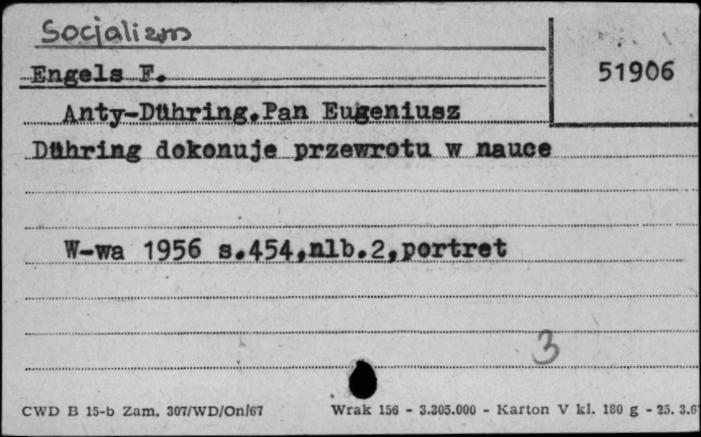 Socjalizm
Engels F.
51906
Anty-Dühring.Pan Eugeniusz
Dühring dokonuje przewrotu w nauce
W-wa 1956 s.454,nlb.2,portret
3
CWD B 15-b Zam. 307/WD/On/67 Wrak 156 - 3.305.000 - Karton V kl. 180 g - 25. 3.6